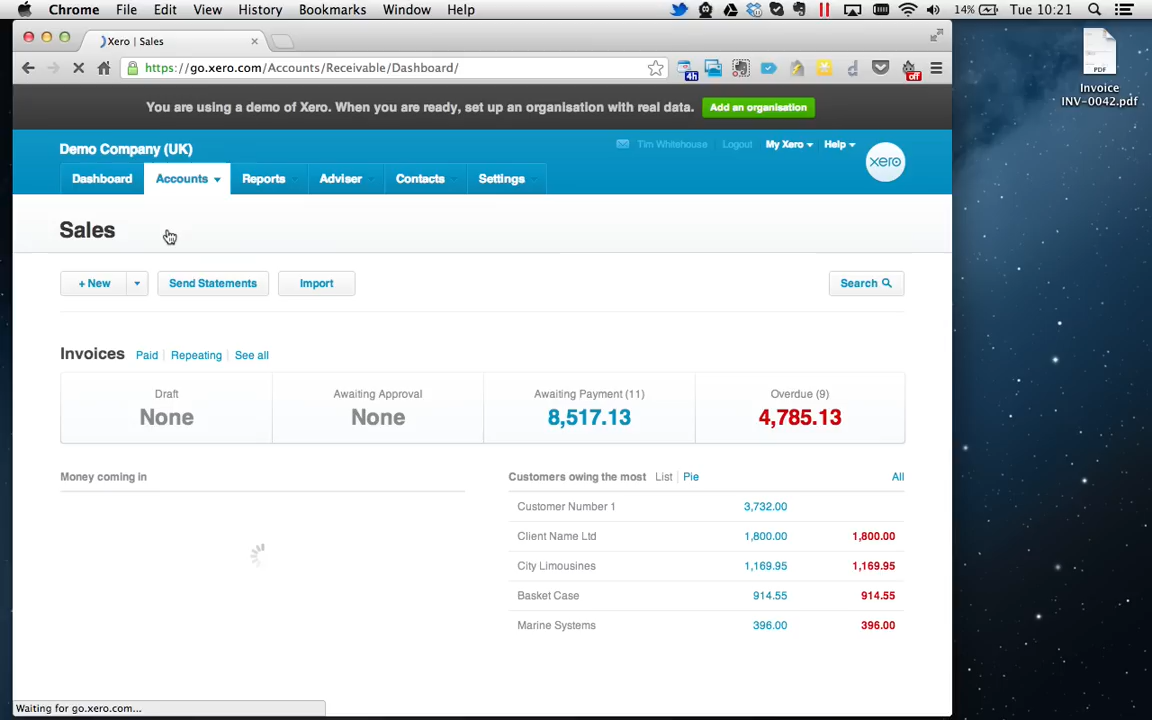 Chrome File Edit View History Bookmarks Window Help 14% Tue 10:21
Xero | Sales
https://go.xero.com/Accounts/Receivable/Dashboard/
4h
d
off
PDF
Invoice
INV-0042.pdf
You are using a demo of Xero. When you are ready, set up an organisation with real data. Add an organisation
Demo Company (UK)
Tim Whitehouse Logout My Xero Help
xero
Dashboard Accounts Reports Adviser Contacts Settings
Sales
+ New Send Statements Import Search
Invoices Paid Repeating See all
Draft Awaiting Approval Awaiting Payment (11) Overdue (9)
None None 8,517.13 4,785.13
Money coming in
Customers owing the most List Pie All
Customer Number 1 3,732.00
Client Name Ltd 1,800.00 1,800.00
City Limousines 1,169.95 1,169.95
Basket Case 914.55 914.55
Marine Systems 396.00 396.00
Waiting for go.xero.com...